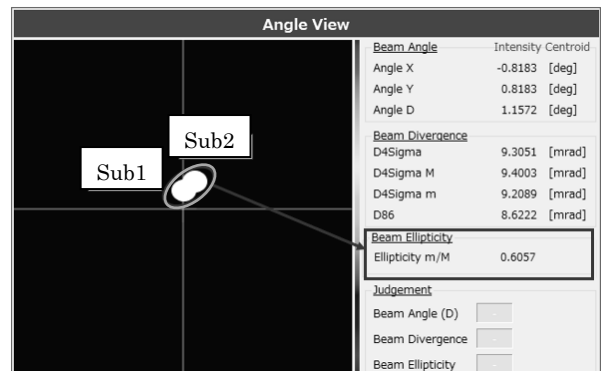 Angle View
Sub1
Sub2
Beam Angle Intensity Centroid
Angle X -0.8183 [deg]
Angle Y 0.8183 [deg]
Angle D 1.1572 [deg]
Beam Divergence
D4Sigma 9.3051 [mrad]
D4Sigma M 9.4003 [mrad]
D4Sigma m 9.2089 [mrad]
D86 8.6222 [mrad]
Beam Ellipticity
Ellipticity m/M 0.6057
Judgement
Beam Angle (D) -
Beam Divergence -
Beam Ellipticity -